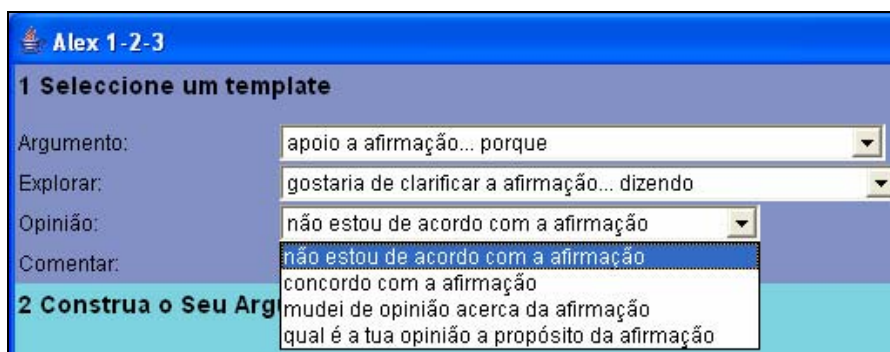 Alex 1-2-3
1 Seleccione um template
Argumento: apoio a afirmação... porque
Explorar: gostaria de clarificar a afirmação... dizendo
Opinião: não estou de acordo com a afirmação
não estou de acordo com a afirmação
Comentar: concordo com a afirmação
2 Construa o Seu Arg mudei de opinião acerca da afirmação
qual é a tua opinião a propósito da afirmação